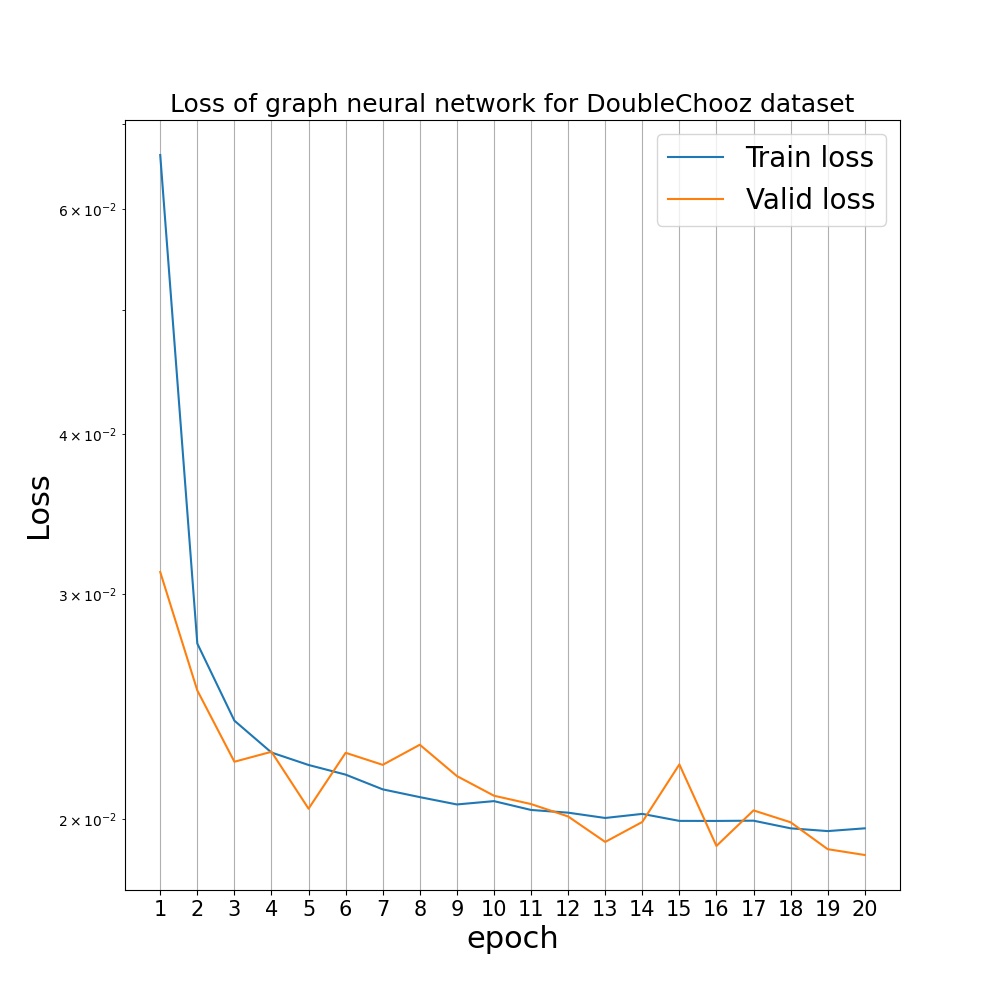 Loss of graph neural network for DoubleChooz dataset
Train loss
Valid loss
6 × 10⁻²
4 × 10⁻²
3 × 10⁻²
2 × 10⁻²
Loss
1 2 3 4 5 6 7 8 9 10 11 12 13 14 15 16 17 18 19 20
epoch